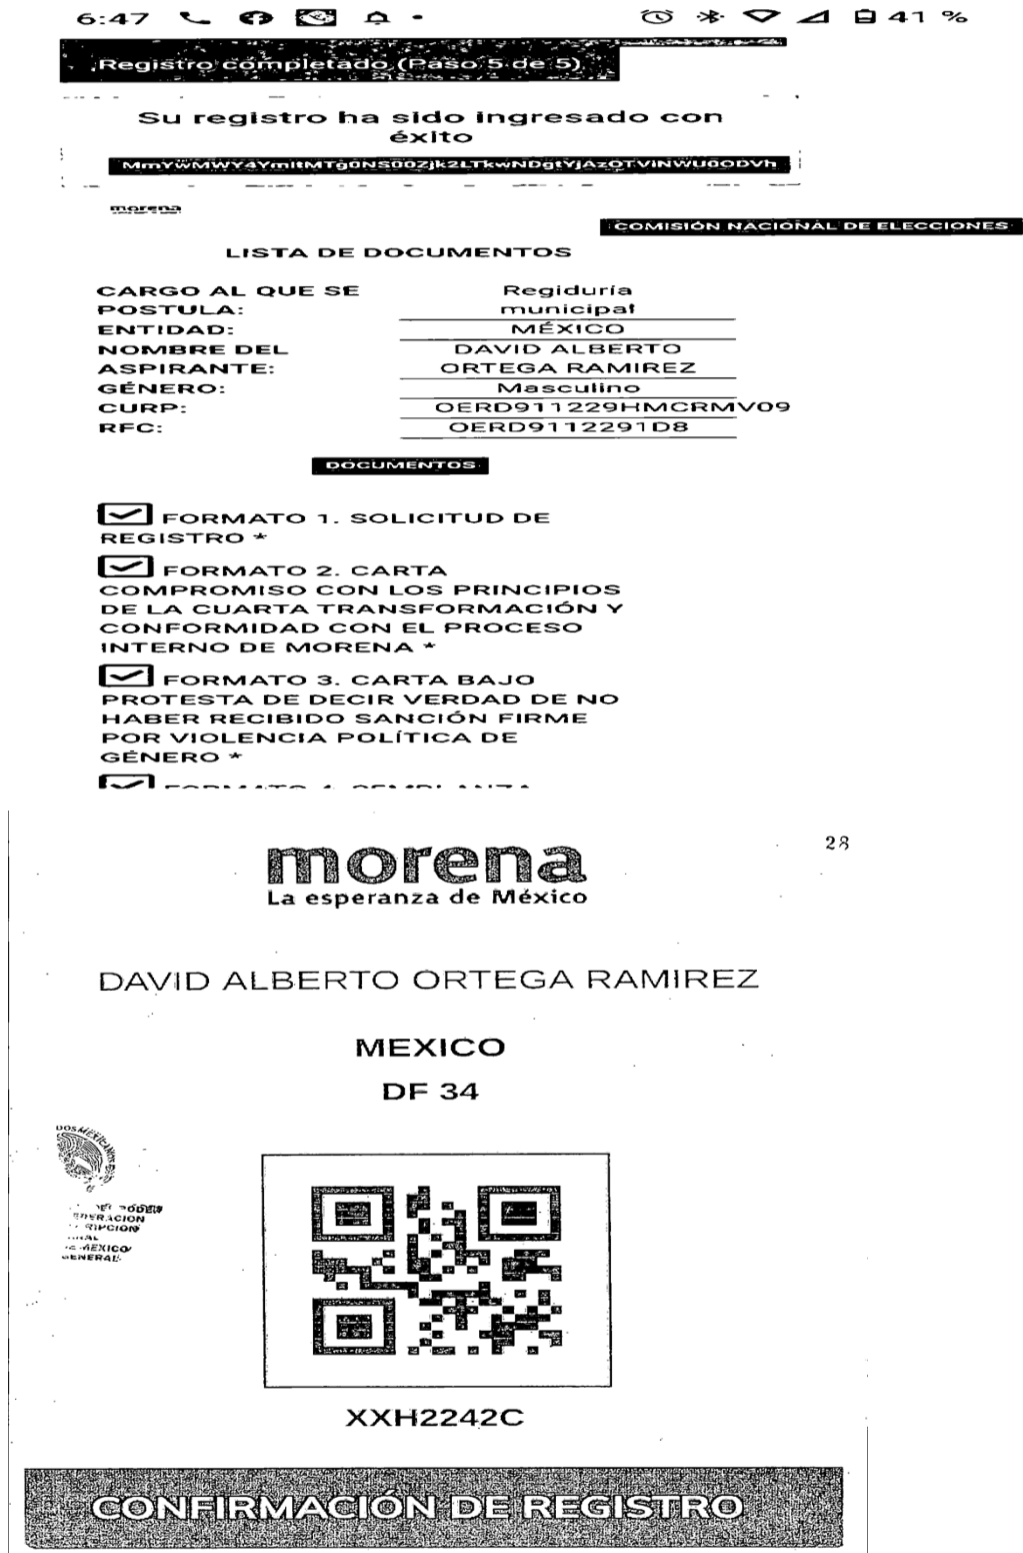 6:47
41 %
Registro completado (Paso 5 de 5)
Su registro ha sido ingresado con
éxito
morena
COMISIÓN NACIONAL DE ELECCIONES
LISTA DE DOCUMENTOS
CARGO AL QUE SE Regiduría
POSTULA: municipal
ENTIDAD: MÉXICO
NOMBRE DEL DAVID ALBERTO
ASPIRANTE: ORTEGA RAMIREZ
GÉNERO: Masculino
CURP: OERD911229HMCRMV09
RFC: OERD9112291D8
DOCUMENTOS
FORMATO 1. SOLICITUD DE
REGISTRO *
FORMATO 2. CARTA
COMPROMISO CON LOS PRINCIPIOS
DE LA CUARTA TRANSFORMACIÓN Y
CONFORMIDAD CON EL PROCESO
INTERNO DE MORENA *
FORMATO 3. CARTA BAJO
PROTESTA DE DECIR VERDAD DE NO
HABER RECIBIDO SANCIÓN FIRME
POR VIOLENCIA POLÍTICA DE
GÉNERO *
28
morena
La esperanza de México
DAVID ALBERTO ORTEGA RAMIREZ
MEXICO
DF 34
MÉXICO
XXH2242C
CONFIRMACIÓN DE REGISTRO